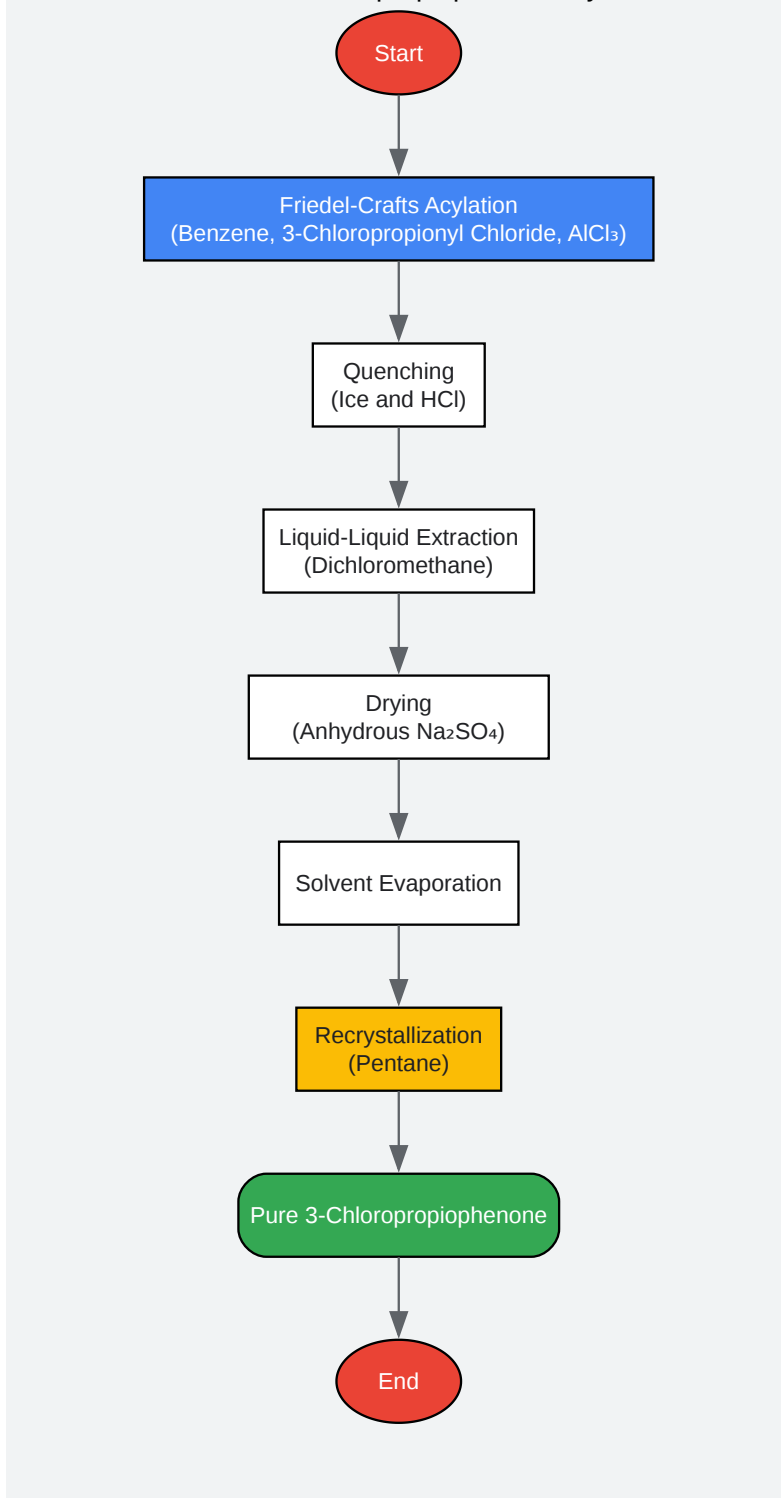 Start
Friedel-Crafts Acylation
(Benzene, 3-Chloropropionyl Chloride, AlCl₃)
Quenching
(Ice and HCl)
Liquid-Liquid Extraction
(Dichloromethane)
Drying
(Anhydrous Na₂SO₄)
Solvent Evaporation
Recrystallization
(Pentane)
Pure 3-Chloropropiophenone
End